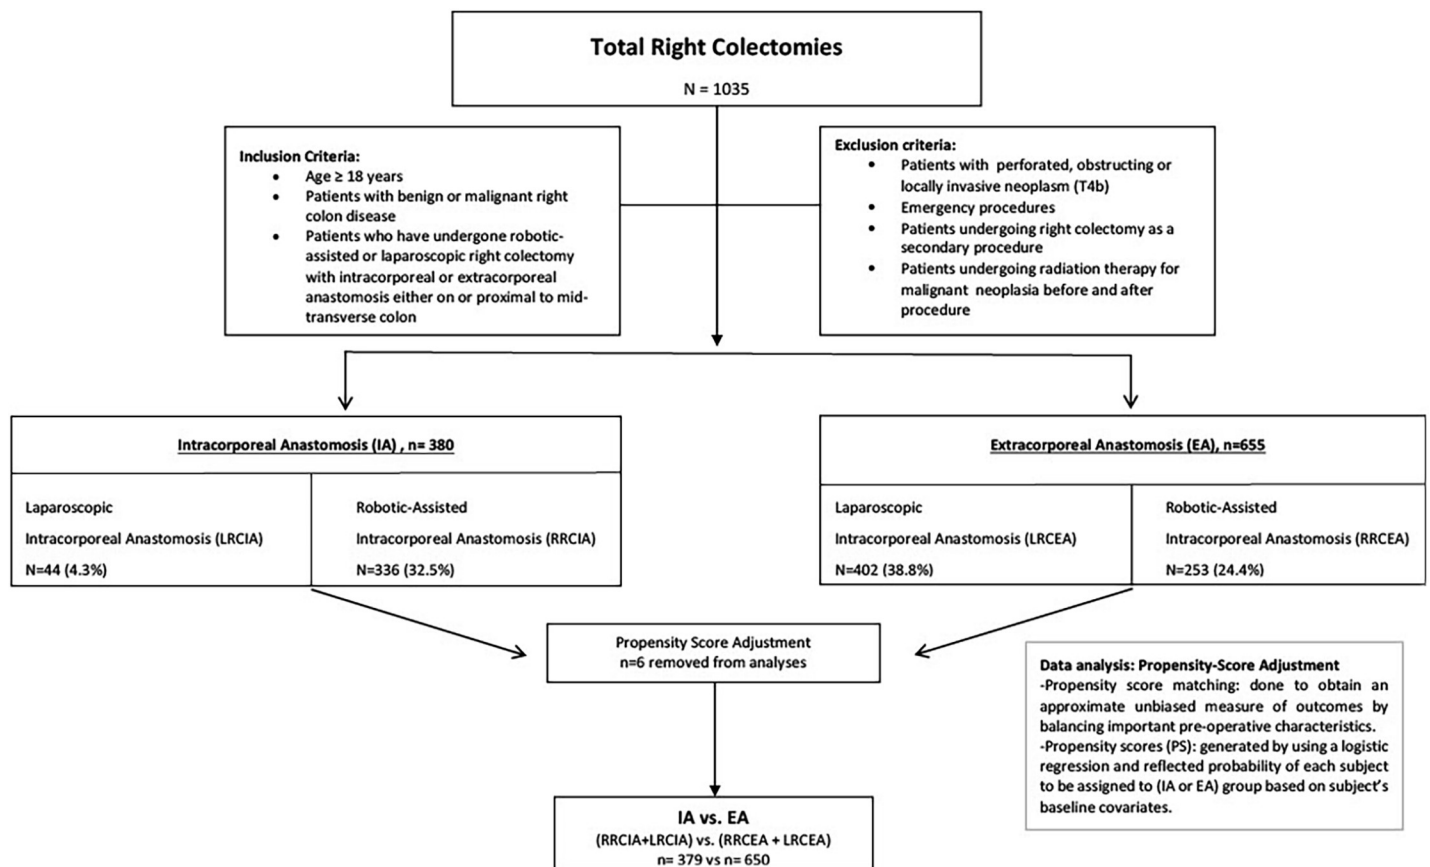 Total Right Colectomies
N = 1035
Inclusion Criteria:
• Age ≥ 18 years
• Patients with benign or malignant right
colon disease
• Patients who have undergone robotic-
assisted or laparoscopic right colectomy
with intracorporeal or extracorporeal
anastomosis either on or proximal to mid-
transverse colon
Exclusion criteria:
• Patients with perforated, obstructing or
locally invasive neoplasm (T4b)
• Emergency procedures
• Patients undergoing right colectomy as a
secondary procedure
• Patients undergoing radiation therapy for
malignant neoplasia before and after
procedure
Intracorporeal Anastomosis (IA) , n= 380
Laparoscopic
Intracorporeal Anastomosis (LRCIA)
N=44 (4.3%)
Robotic-Assisted
Intracorporeal Anastomosis (RRCIA)
N=336 (32.5%)
Extracorporeal Anastomosis (EA), n=655
Laparoscopic
Intracorporeal Anastomosis (LRCEA)
N=402 (38.8%)
Robotic-Assisted
Intracorporeal Anastomosis (RRCEA)
N=253 (24.4%)
Propensity Score Adjustment
n=6 removed from analyses
Data analysis: Propensity-Score Adjustment
-Propensity score matching: done to obtain an
approximate unbiased measure of outcomes by
balancing important pre-operative characteristics.
-Propensity scores (PS): generated by using a logistic
regression and reflected probability of each subject
to be assigned to (IA or EA) group based on subject's
baseline covariates.
IA vs. EA
(RRCIA+LRCIA) vs. (RRCEA + LRCEA)
n= 379 vs n= 650